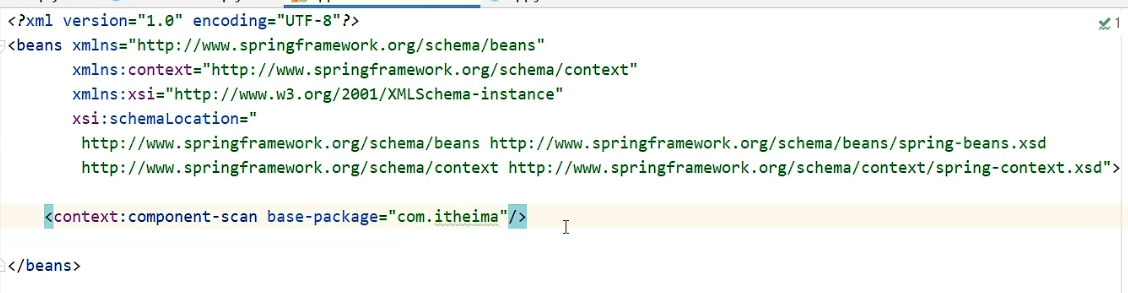 <?xml version="1.0" encoding="UTF-8"?>
1
<beans xmlns="http://www.springframework.org/schema/beans"
xmlns:context="http://www.springframework.org/schema/context"
xmlns:xsi="http://www.w3.org/2001/XMLSchema-instance"
xsi:schemaLocation="
http://www.springframework.org/schema/beans http://www.springframework.org/schema/beans/spring-beans.xsd
http://www.springframework.org/schema/context http://www.springframework.org/schema/context/spring-context.xsd">
<context:component-scan base-package="com.itheima"/>
</beans>